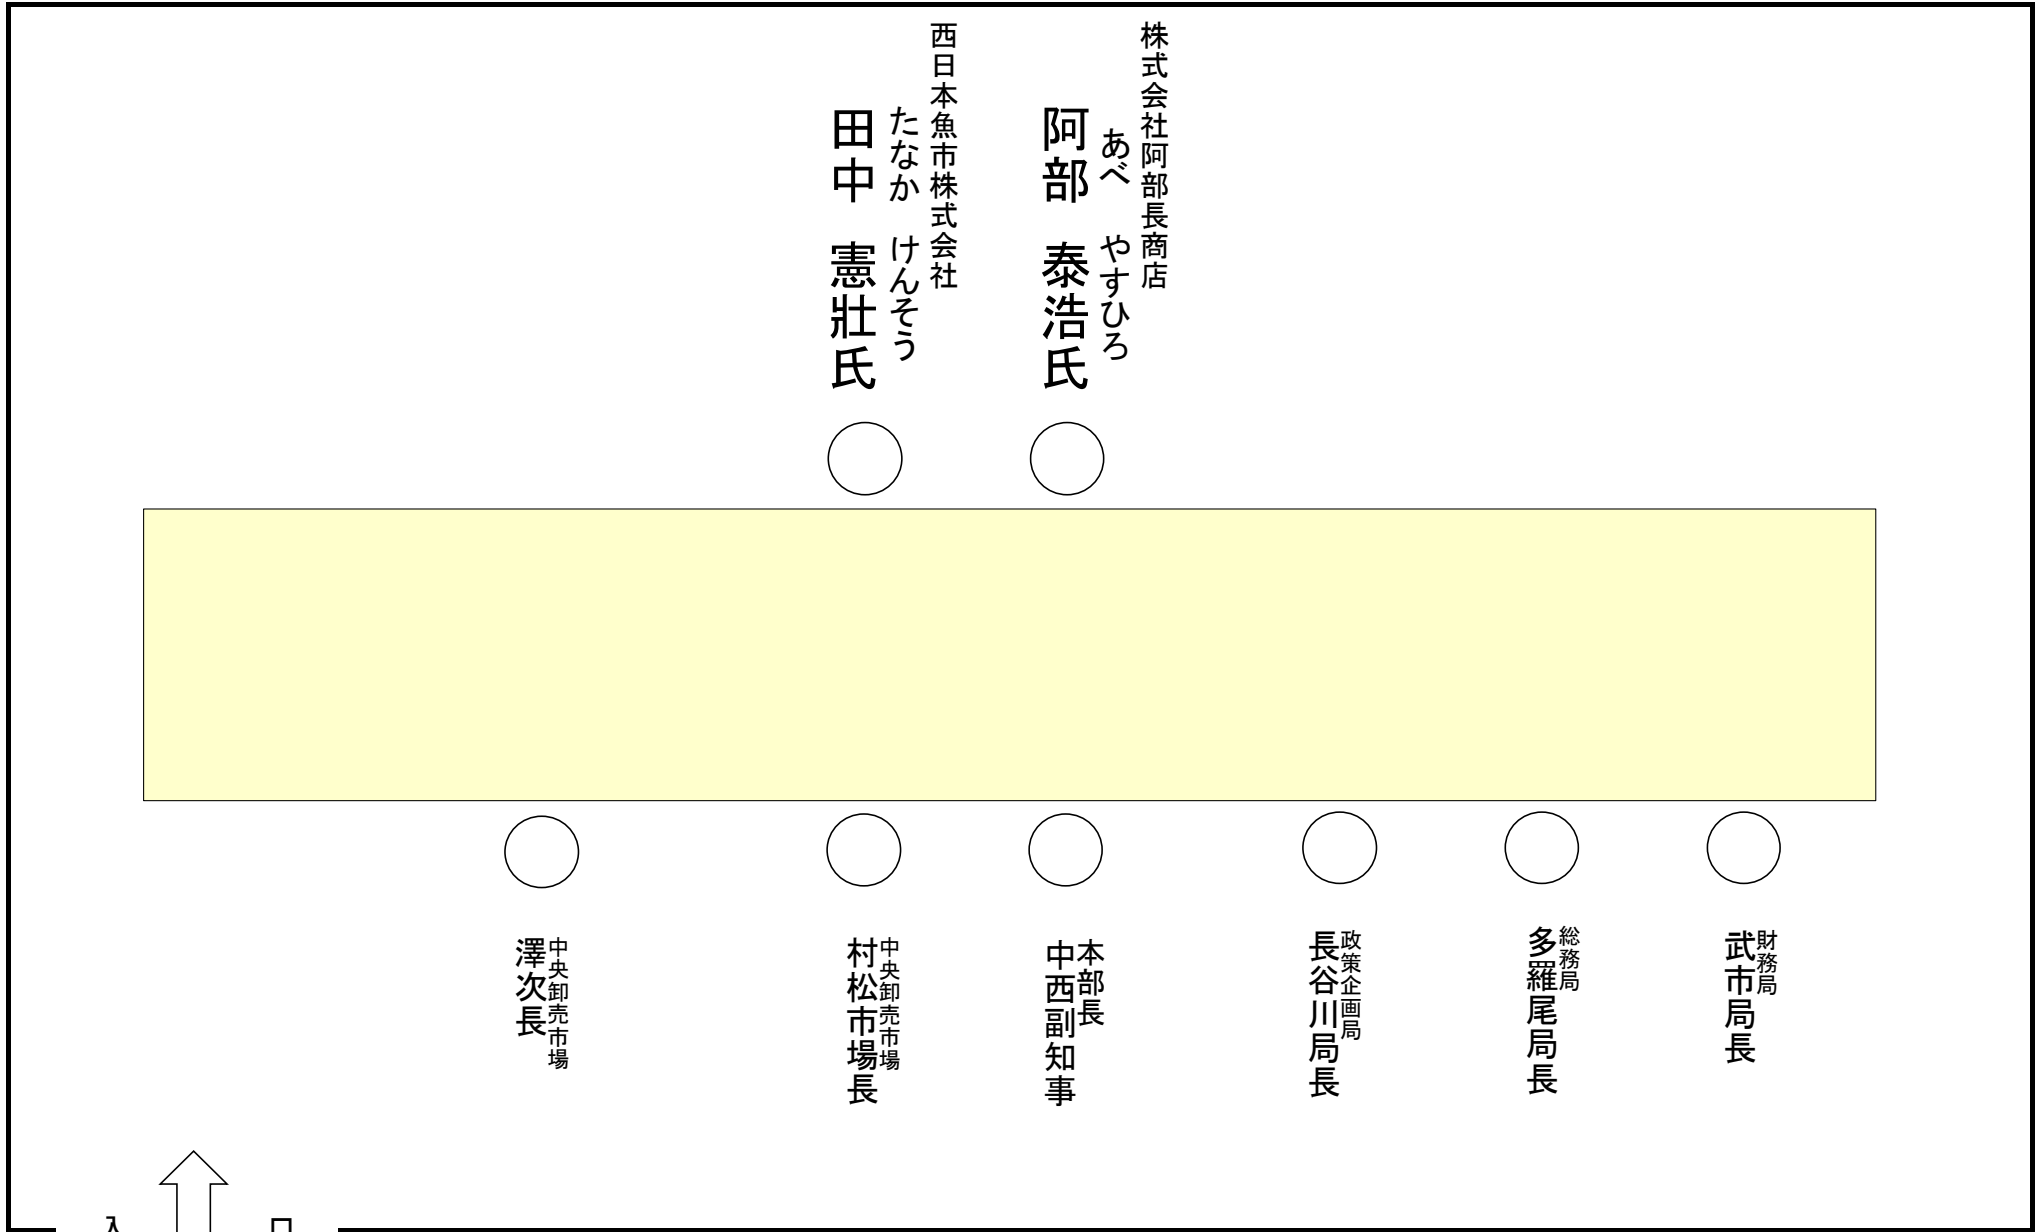 株式会社阿部長商店
あべ やすひろ
阿部 泰浩氏
西日本魚市株式会社
たなか けんそう
田中 憲壯氏
財務局
武市局長
総務局
多羅尾局長
政策企画局
長谷川局長
本部長
中西副知事
中央卸売市場
村松市場長
中央卸売市場
澤次長
入 口